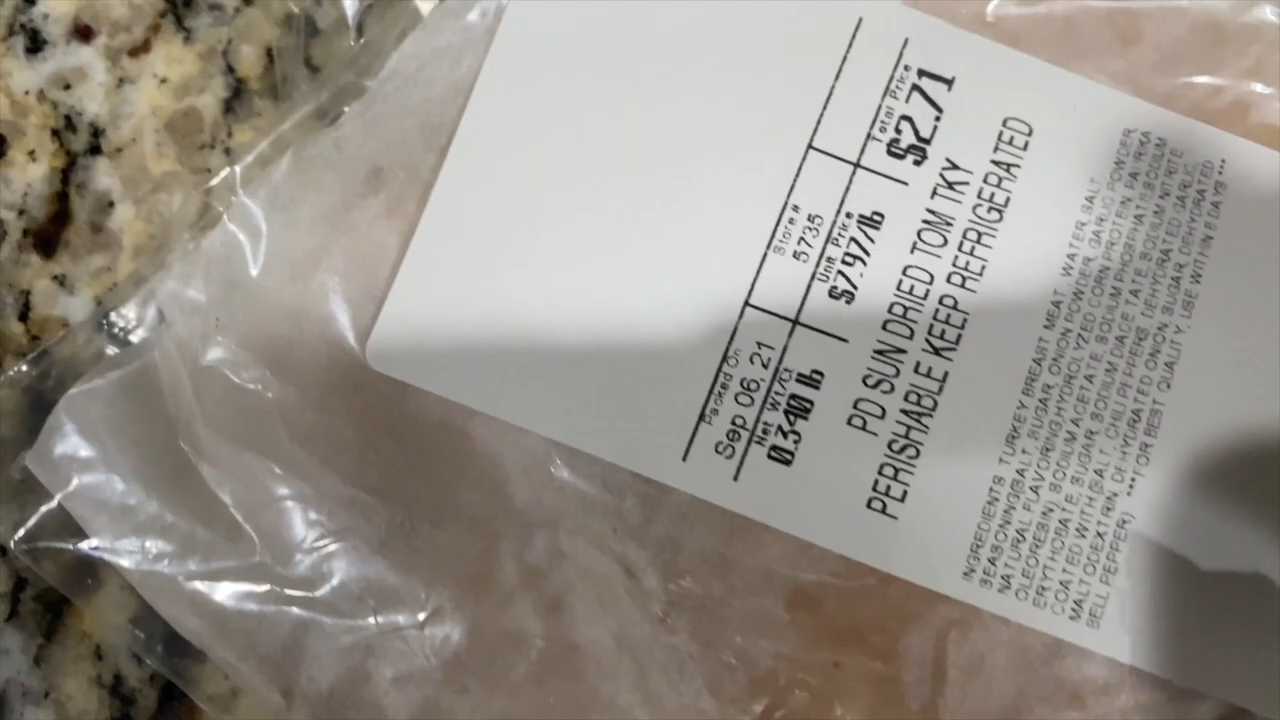 Packed On
Sep 06, 21
Store #
5735
Net Wt/Ct
0.340 lb
Unit Price
$7.97/lb
Total Price
$2.71
PD SUN DRIED TOM TKY
PERISHABLE KEEP REFRIGERATED
INGREDIENTS TURKEY BREAST MEAT, WATER, SALT
SEASONING(SALT, SUGAR, ONION POWDER, GARLIC POWDER,
NATURAL FLAVORING,HYDROLYZED CORN PROTEIN, PAPRIKA
OLEORESIN), SODIUM ACETATE, SODIUM PHOSPHATE,SODIUM
ERYTHORBATE, SUGAR, SODIUM DIACETATE, SODIUM NITRITE
COATED WITH(SALT, CHILI PEPPERS, DEHYDRATED GARLIC,
MALTODEXTRIN, DEHYDRATED ONION, SUGAR, DEHYDRATED
BELL PEPPER) ***FOR BEST QUALITY, USE WITHIN 6 DAYS***